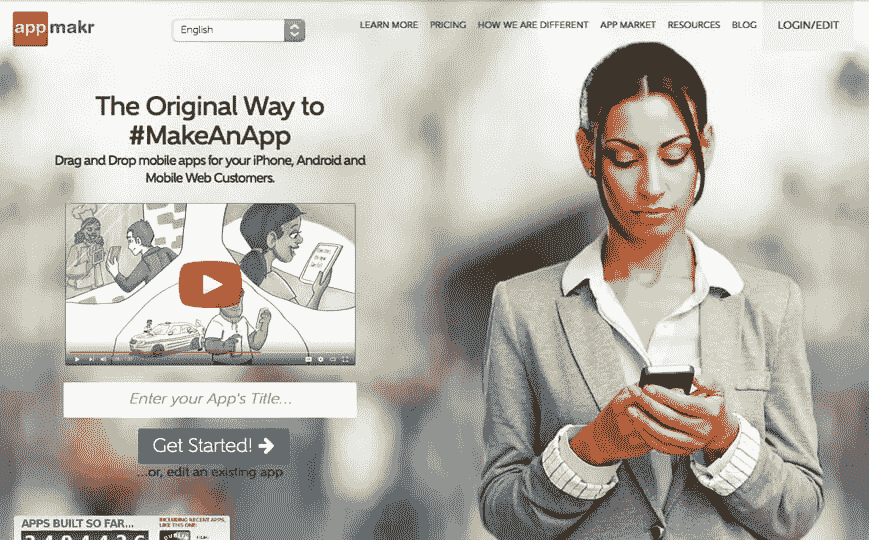 appmakr
English
LEARN MORE
PRICING
HOW WE ARE DIFFERENT
APP MARKET
RESOURCES
BLOG
LOGIN/EDIT
The Original Way to
#MakeAnApp
Drag and Drop mobile apps for your iPhone, Android and
Mobile Web Customers.
Enter your App's Title...
Get Started!
...or, edit an existing app
APPS BUILT SO FAR...
INCLUDING RECENT APPS,
LIKE THIS ONE: